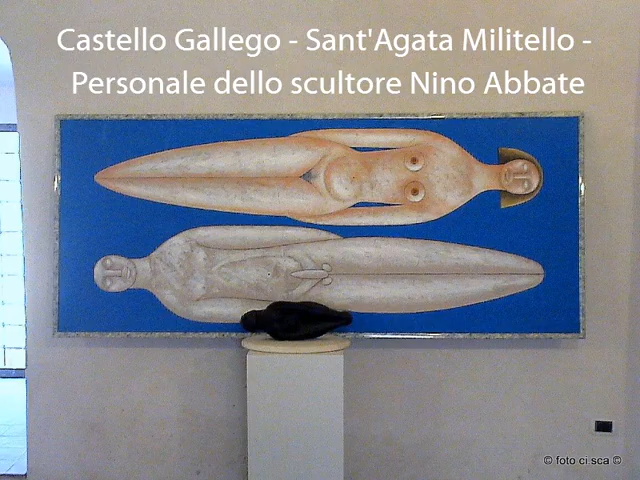 Castello Gallego - Sant'Agata Militello -
Personale dello scultore Nino Abbate
© foto ci.sca ©